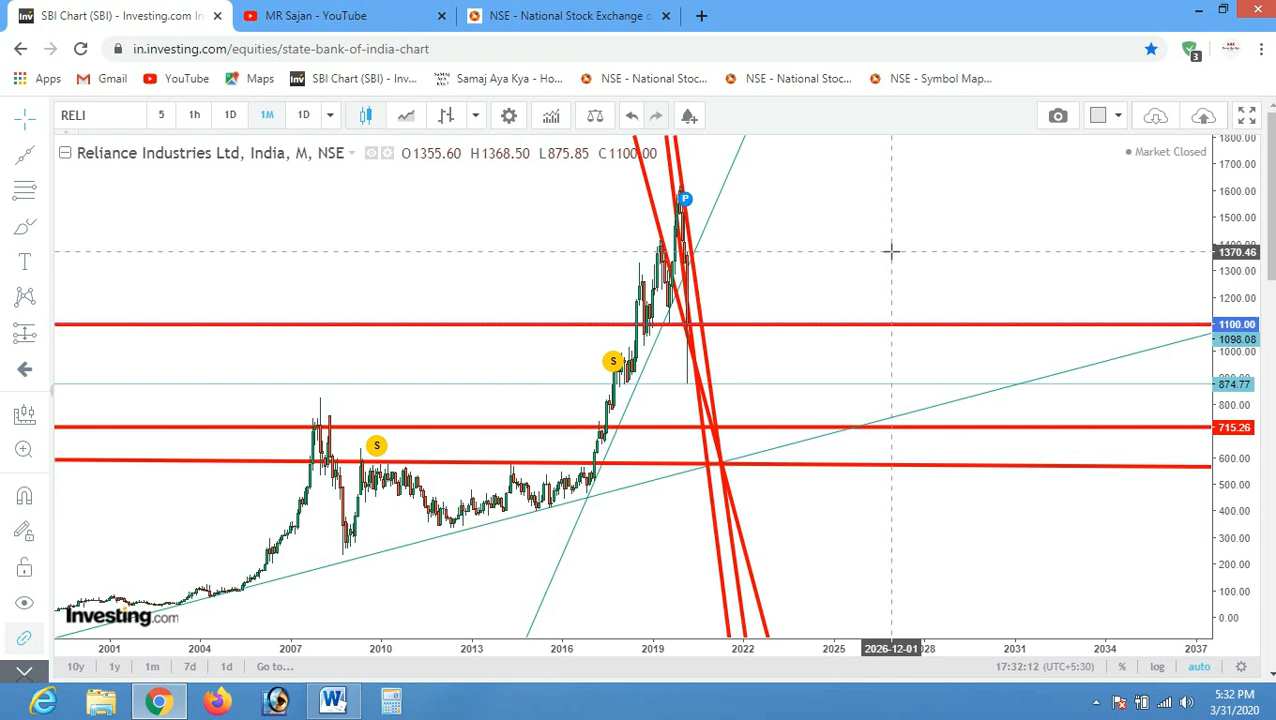 SBI Chart (SBI) - Investing.com In
MR Sajan - YouTube
NSE - National Stock Exchange o
in.investing.com/equities/state-bank-of-india-chart
3
Apps
Gmail
YouTube
Maps
SBI Chart (SBI) - Inv...
Samaj Aya Kya - Ho...
NSE - National Stoc...
NSE - National Stoc...
NSE - Symbol Map...
RELI
5
1h
1D
1M
1D
Reliance Industries Ltd, India, M, NSE
O1355.60 H1368.50 L875.85 C1100.00
Market Closed
1800.00
1700.00
1600.00
1500.00
1370.46
1300.00
1200.00
1100.00
1098.08
1000.00
874.77
800.00
715.26
600.00
500.00
400.00
300.00
200.00
100.00
0.00
P
S
S
Investing.com
2001
2004
2007
2010
2013
2016
2019
2022
2025
2026-12-01
28
2031
2034
2037
10y
1y
1m
7d
1d
Go to...
17:32:12 (UTC+5:30)
%
log
auto
5:32 PM
3/31/2020